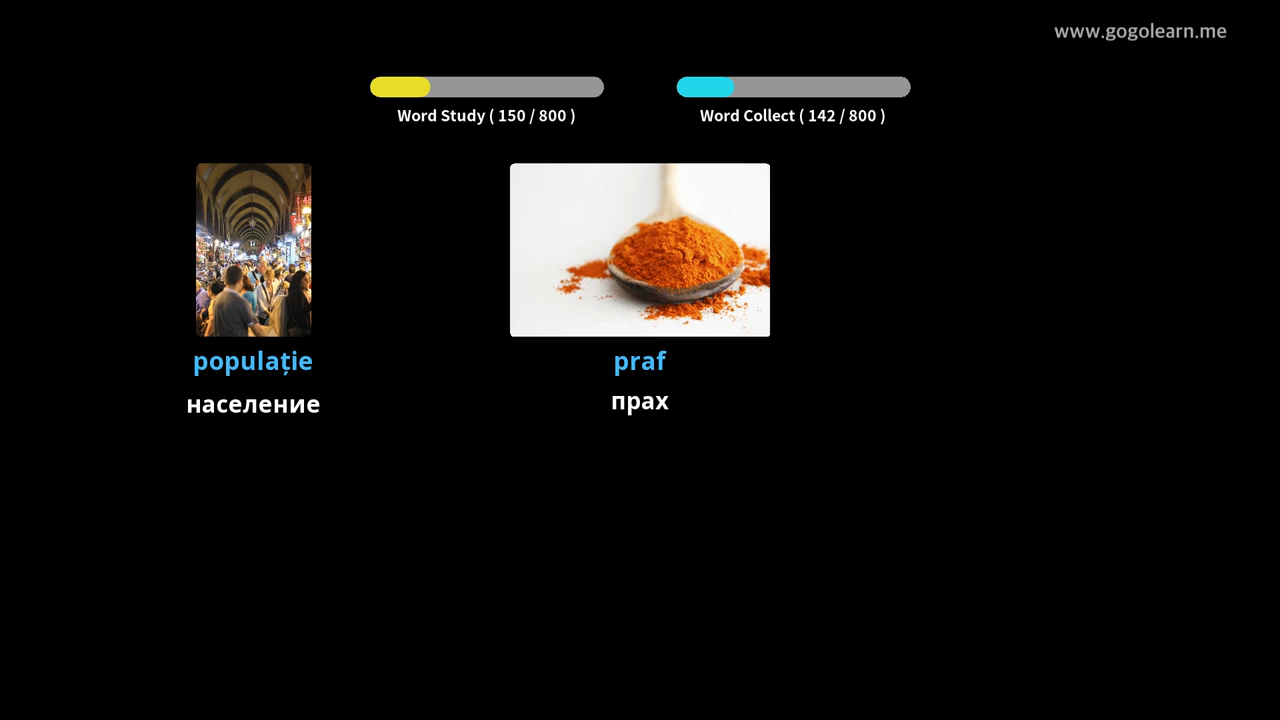 www.gogolearn.me
Word Study ( 150 / 800 )
Word Collect ( 142 / 800 )
populație
население
praf
прах